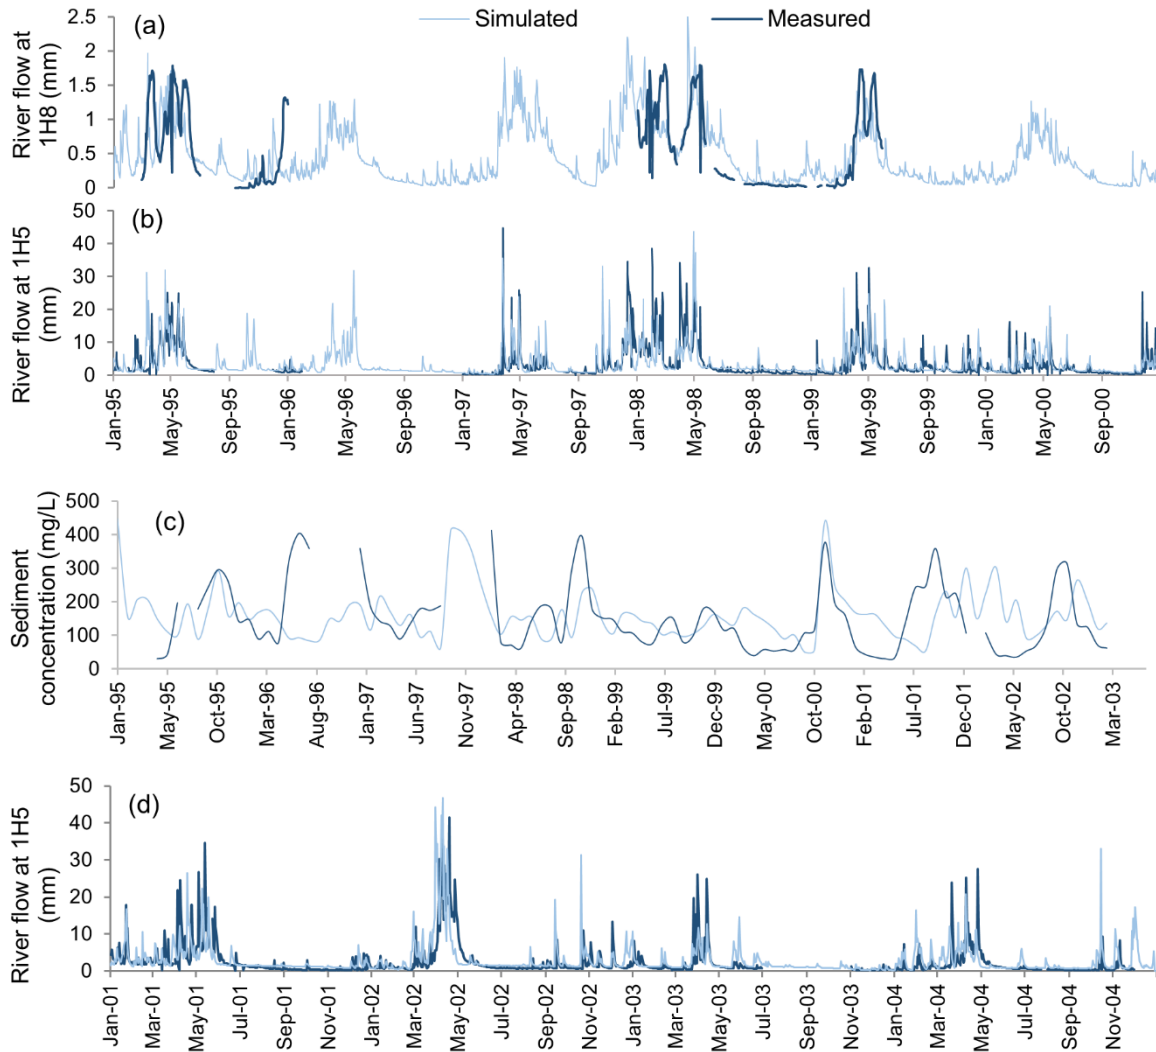 (a)
Simulated
Measured
River flow at
1H8 (mm)
2.5
2
1.5
1
0.5
0
(b)
River flow at 1H5
(mm)
50
40
30
20
10
0
Jan-95
May-95
Sep-95
Jan-96
May-96
Sep-96
Jan-97
May-97
Sep-97
Jan-98
May-98
Sep-98
Jan-99
May-99
Sep-99
Jan-00
May-00
Sep-00
(c)
Sediment
concentration (mg/L)
500
400
300
200
100
0
Jan-95
May-95
Oct-95
Mar-96
Aug-96
Jan-97
Jun-97
Nov-97
Apr-98
Sep-98
Feb-99
Jul-99
Dec-99
May-00
Oct-00
Feb-01
Jul-01
Dec-01
May-02
Oct-02
Mar-03
(d)
River flow at 1H5
(mm)
50
40
30
20
10
0
Jan-01
Mar-01
May-01
Jul-01
Sep-01
Nov-01
Jan-02
Mar-02
May-02
Jul-02
Sep-02
Nov-02
Jan-03
Mar-03
May-03
Jul-03
Sep-03
Nov-03
Jan-04
Mar-04
May-04
Jul-04
Sep-04
Nov-04